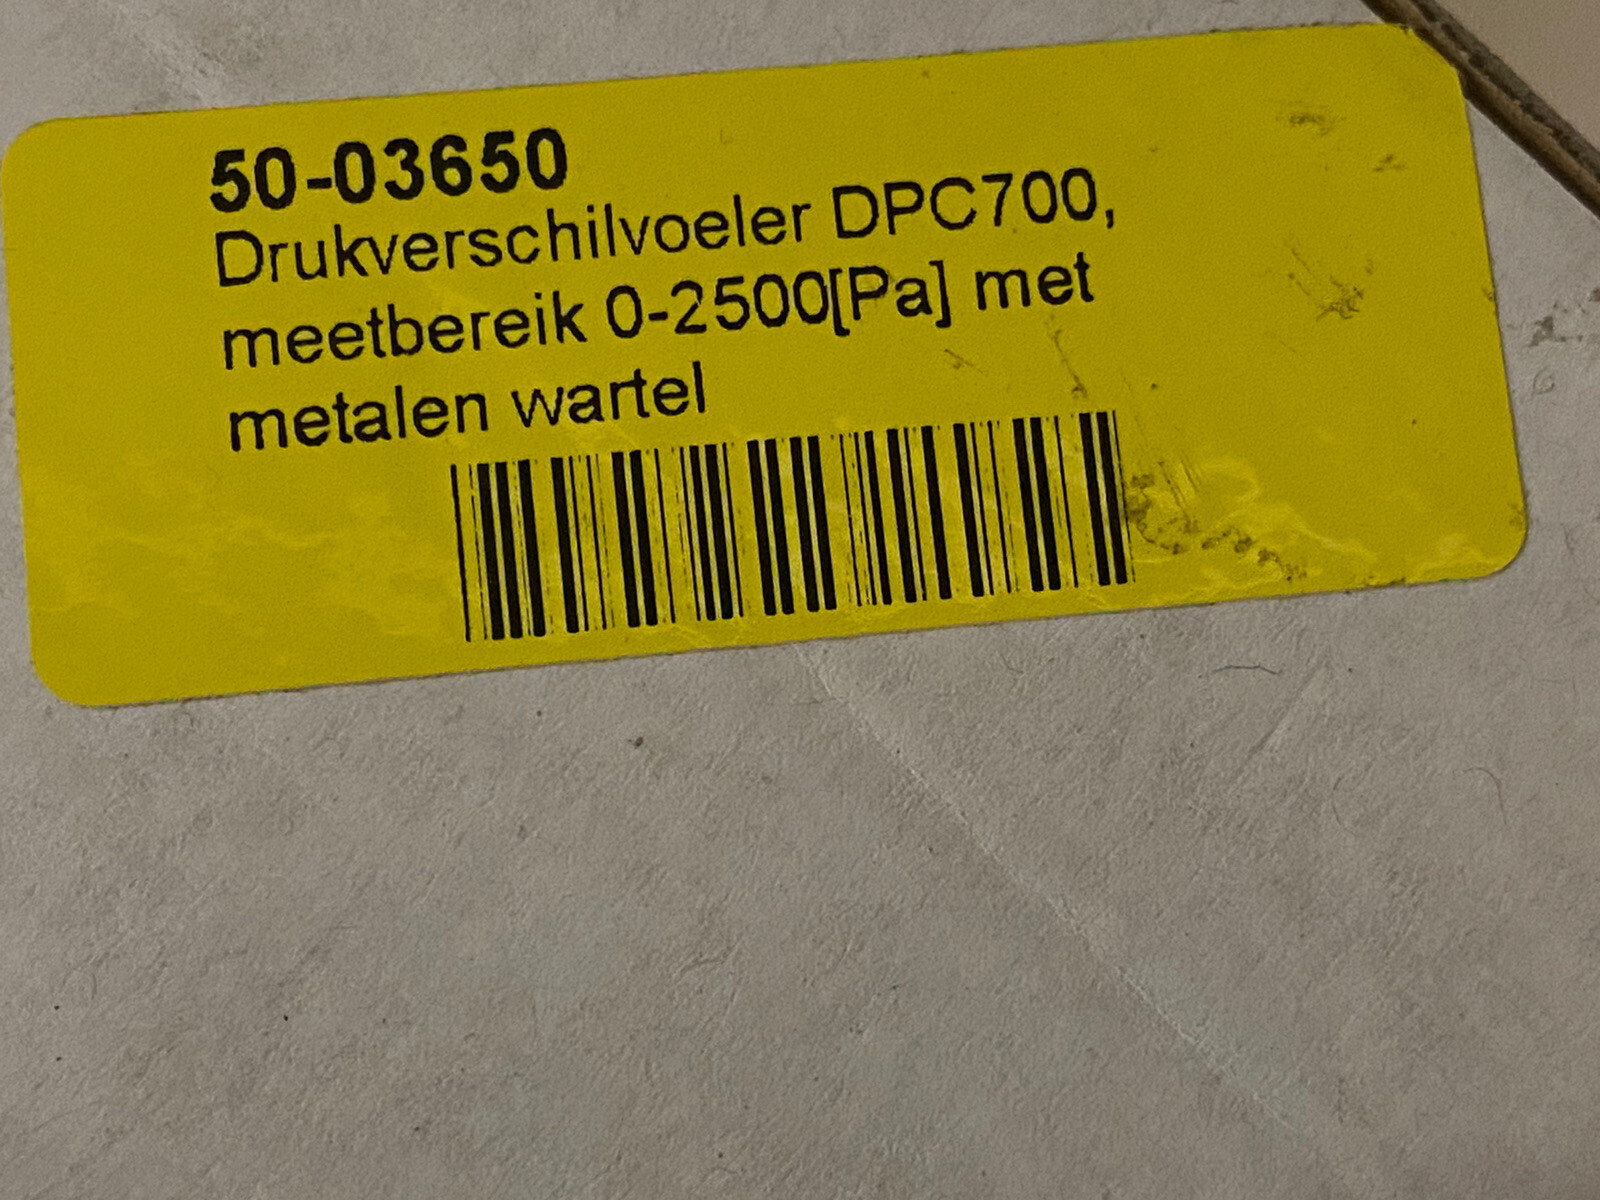 50-03650
Drukverschilvoeler DPC700,
meetbereik 0-2500[Pa] met
metalen wartel